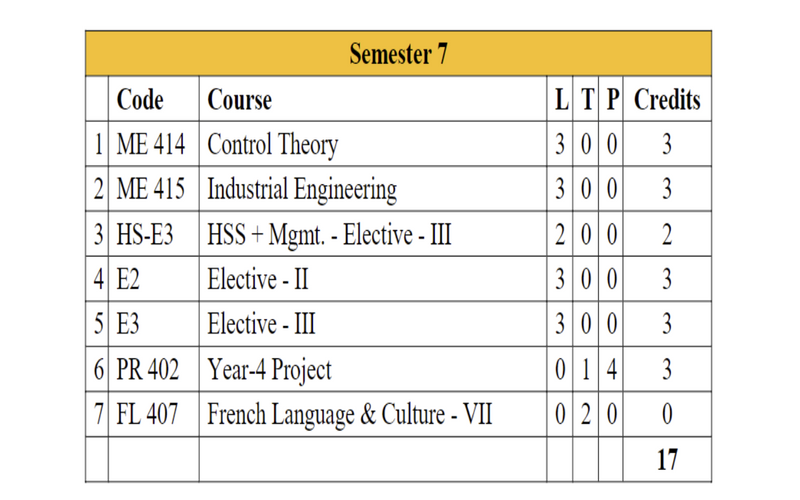 Semester 7
Code Course L T P Credits
1 ME 414 Control Theory 3 0 0 3
2 ME 415 Industrial Engineering 3 0 0 3
3 HS-E3 HSS + Mgmt. - Elective - III 2 0 0 2
4 E2 Elective - II 3 0 0 3
5 E3 Elective - III 3 0 0 3
6 PR 402 Year-4 Project 0 1 4 3
7 FL 407 French Language & Culture - VII 0 2 0 0
17